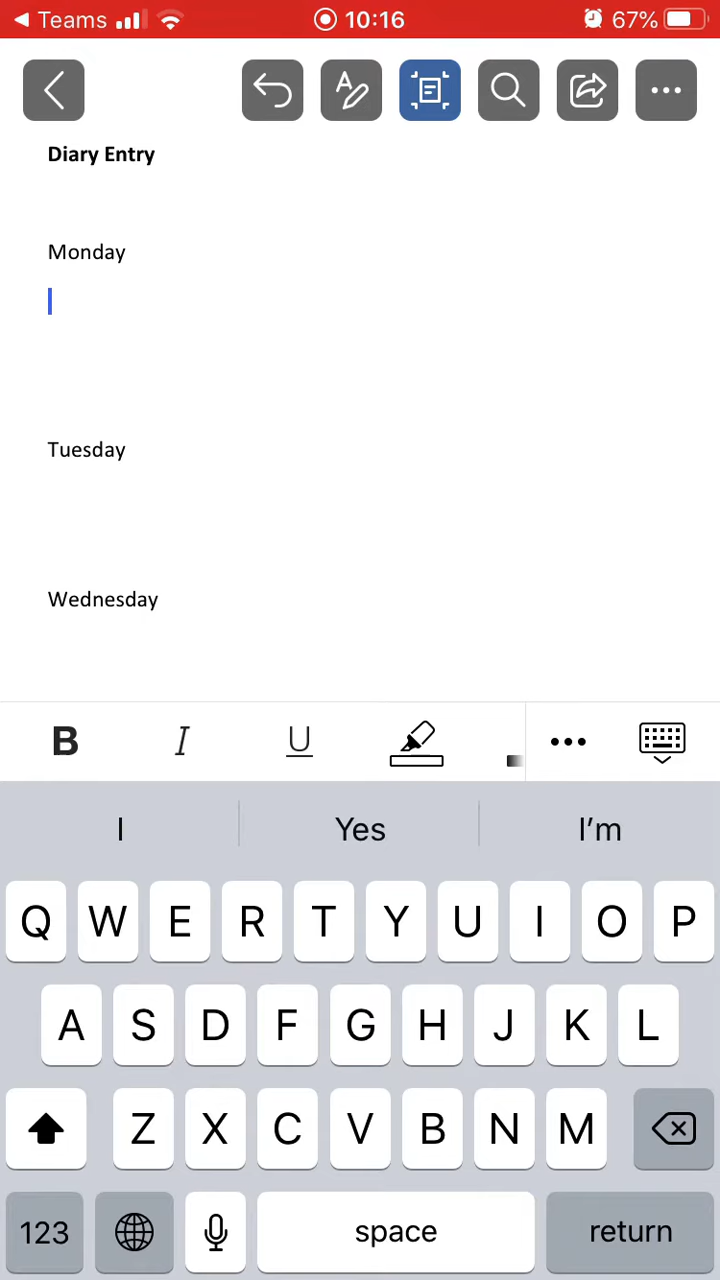 Teams 10:16 67%
Diary Entry
Monday
Tuesday
Wednesday
B I U
I Yes I'm
Q W E R T Y U I O P
A S D F G H J K L
Z X C V B N M
123 space return